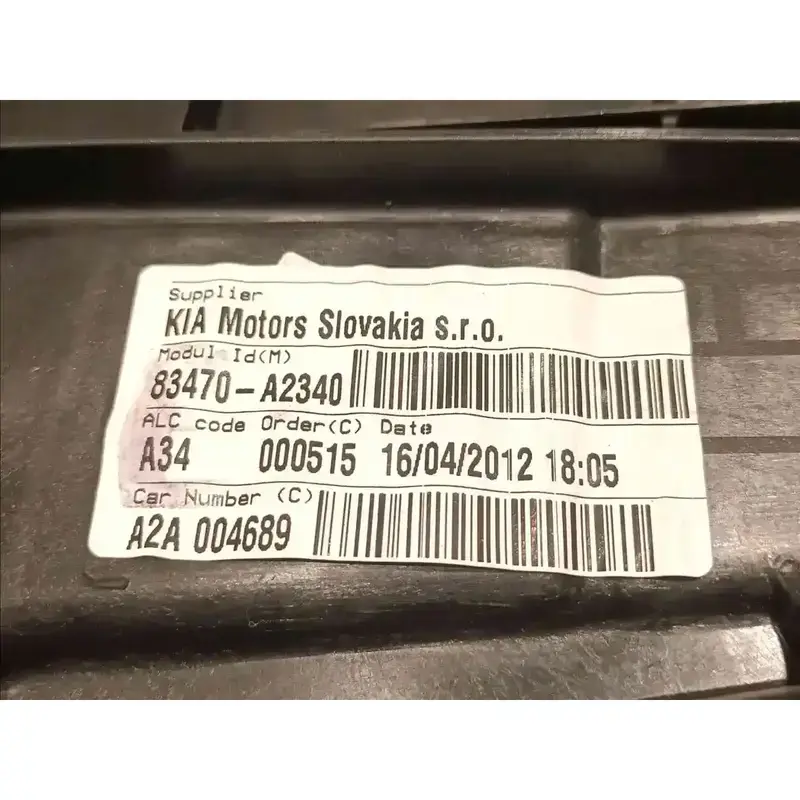 Supplier
KIA Motors Slovakia s.r.o.
Modul Id(M)
83470-A2340
ALC code Order(C) Date
A34 000515 16/04/2012 18:05
Car Number (C)
A2A 004689